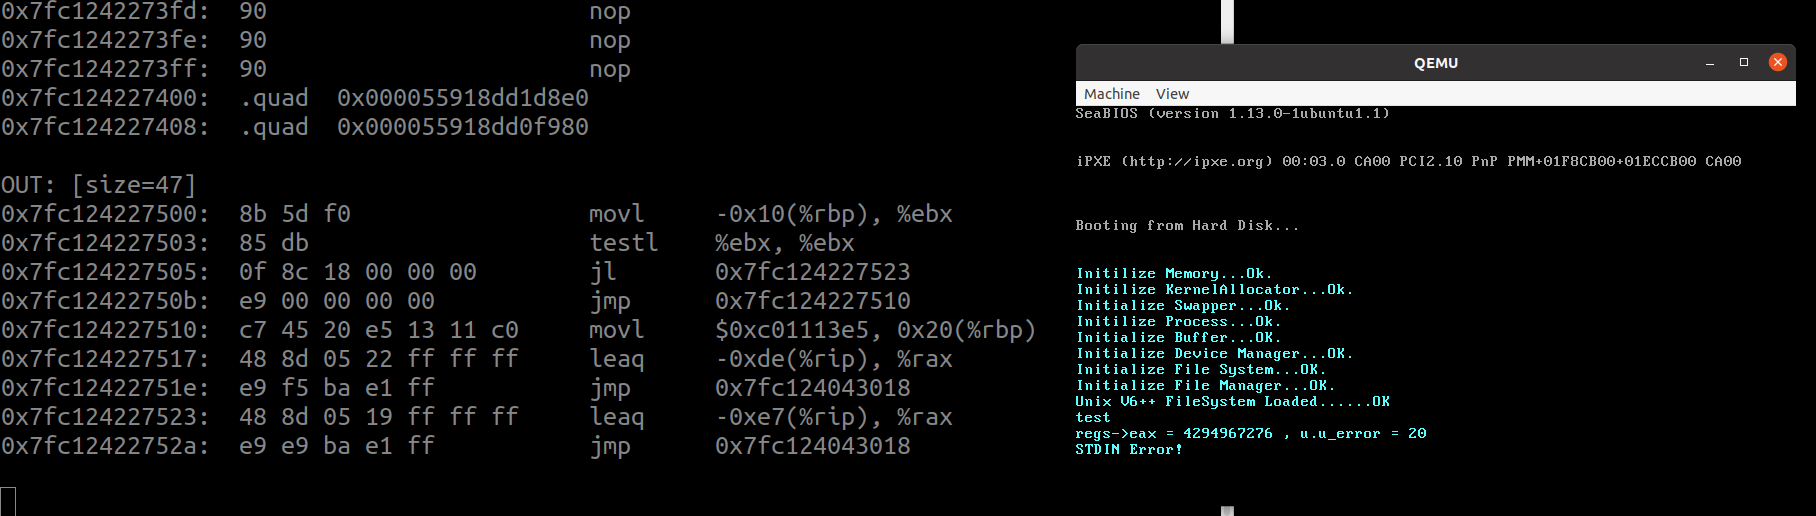 0x7fc1242273fd:  90                      nop
0x7fc1242273fe:  90                      nop
0x7fc1242273ff:  90                      nop
0x7fc124227400:  .quad  0x000055918dd1d8e0
0x7fc124227408:  .quad  0x000055918dd0f980
OUT: [size=47]
0x7fc124227500:  8b 5d f0                movl     -0x10(%rbp), %ebx
0x7fc124227503:  85 db                   testl    %ebx, %ebx
0x7fc124227505:  0f 8c 18 00 00 00       jl       0x7fc124227523
0x7fc12422750b:  e9 00 00 00 00          jmp      0x7fc124227510
0x7fc124227510:  c7 45 20 e5 13 11 c0    movl     $0xc01113e5, 0x20(%rbp)
0x7fc124227517:  48 8d 05 22 ff ff ff    leaq     -0xde(%rip), %rax
0x7fc12422751e:  e9 f5 ba e1 ff          jmp      0x7fc124043018
0x7fc124227523:  48 8d 05 19 ff ff ff    leaq     -0xe7(%rip), %rax
0x7fc12422752a:  e9 e9 ba e1 ff          jmp      0x7fc124043018
QEMU
Machine View
SeaBIOS (version 1.13.0-1ubuntu1.1)
iPXE (http://ipxe.org) 00:03.0 CA00 PCI2.10 PnP PMM+01F8CB00+01ECCB00 CA00
Booting from Hard Disk...
Initilize Memory...Ok.
Initilize KernelAllocator...Ok.
Initialize Swapper...Ok.
Initilize Process...Ok.
Initialize Buffer...OK.
Initialize Device Manager...OK.
Initialize File System...OK.
Initialize File Manager...OK.
Unix V6++ FileSystem Loaded......OK
test
regs->eax = 4294967276 , u.u_error = 20
STDIN Error!